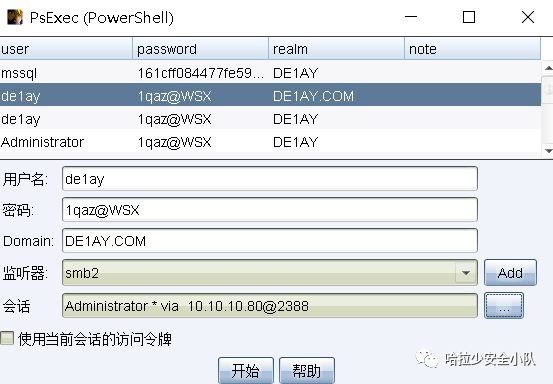 PsExec (PowerShell)
user password realm note
mssql 161cff084477fe59... DE1AY
de1ay 1qaz@WSX DE1AY.COM
de1ay 1qaz@WSX DE1AY
Administrator 1qaz@WSX DE1AY
用户名: de1ay
密码: 1qaz@WSX
Domain: DE1AY.COM
监听器: smb2 Add
会话 Administrator * via 10.10.10.80@2388 ...
使用当前会话的访问令牌
开始 帮助
哈拉少安全小队